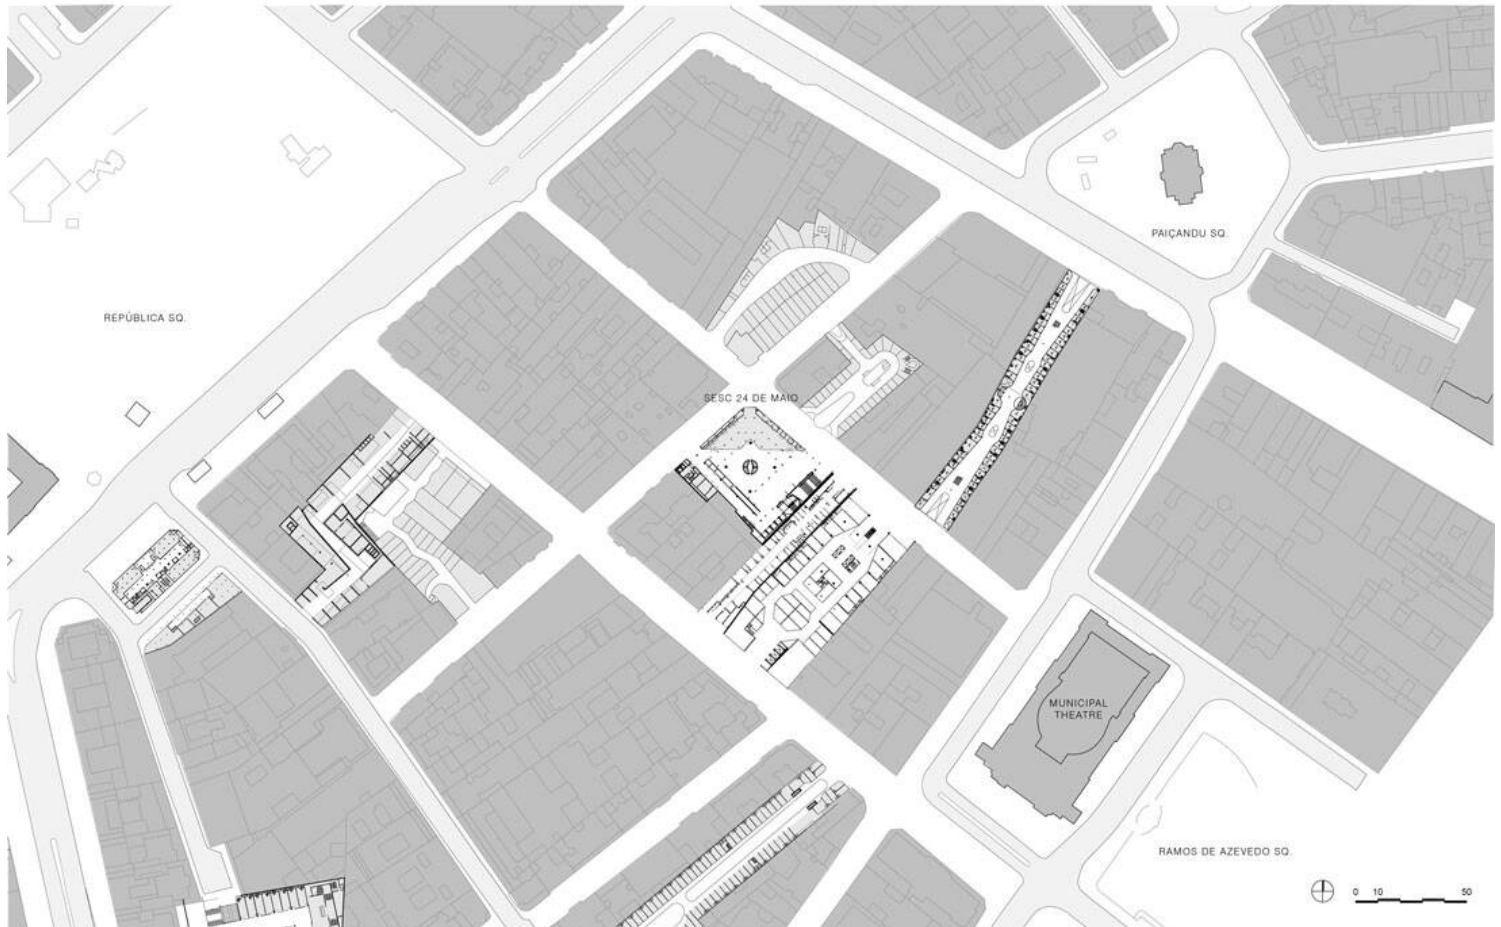 PAIÇANDU SQ.
REPÚBLICA SQ.
SESC 24 DE MAIO
MUNICIPAL
THEATRE
RAMOS DE AZEVEDO SQ.
0 10 50